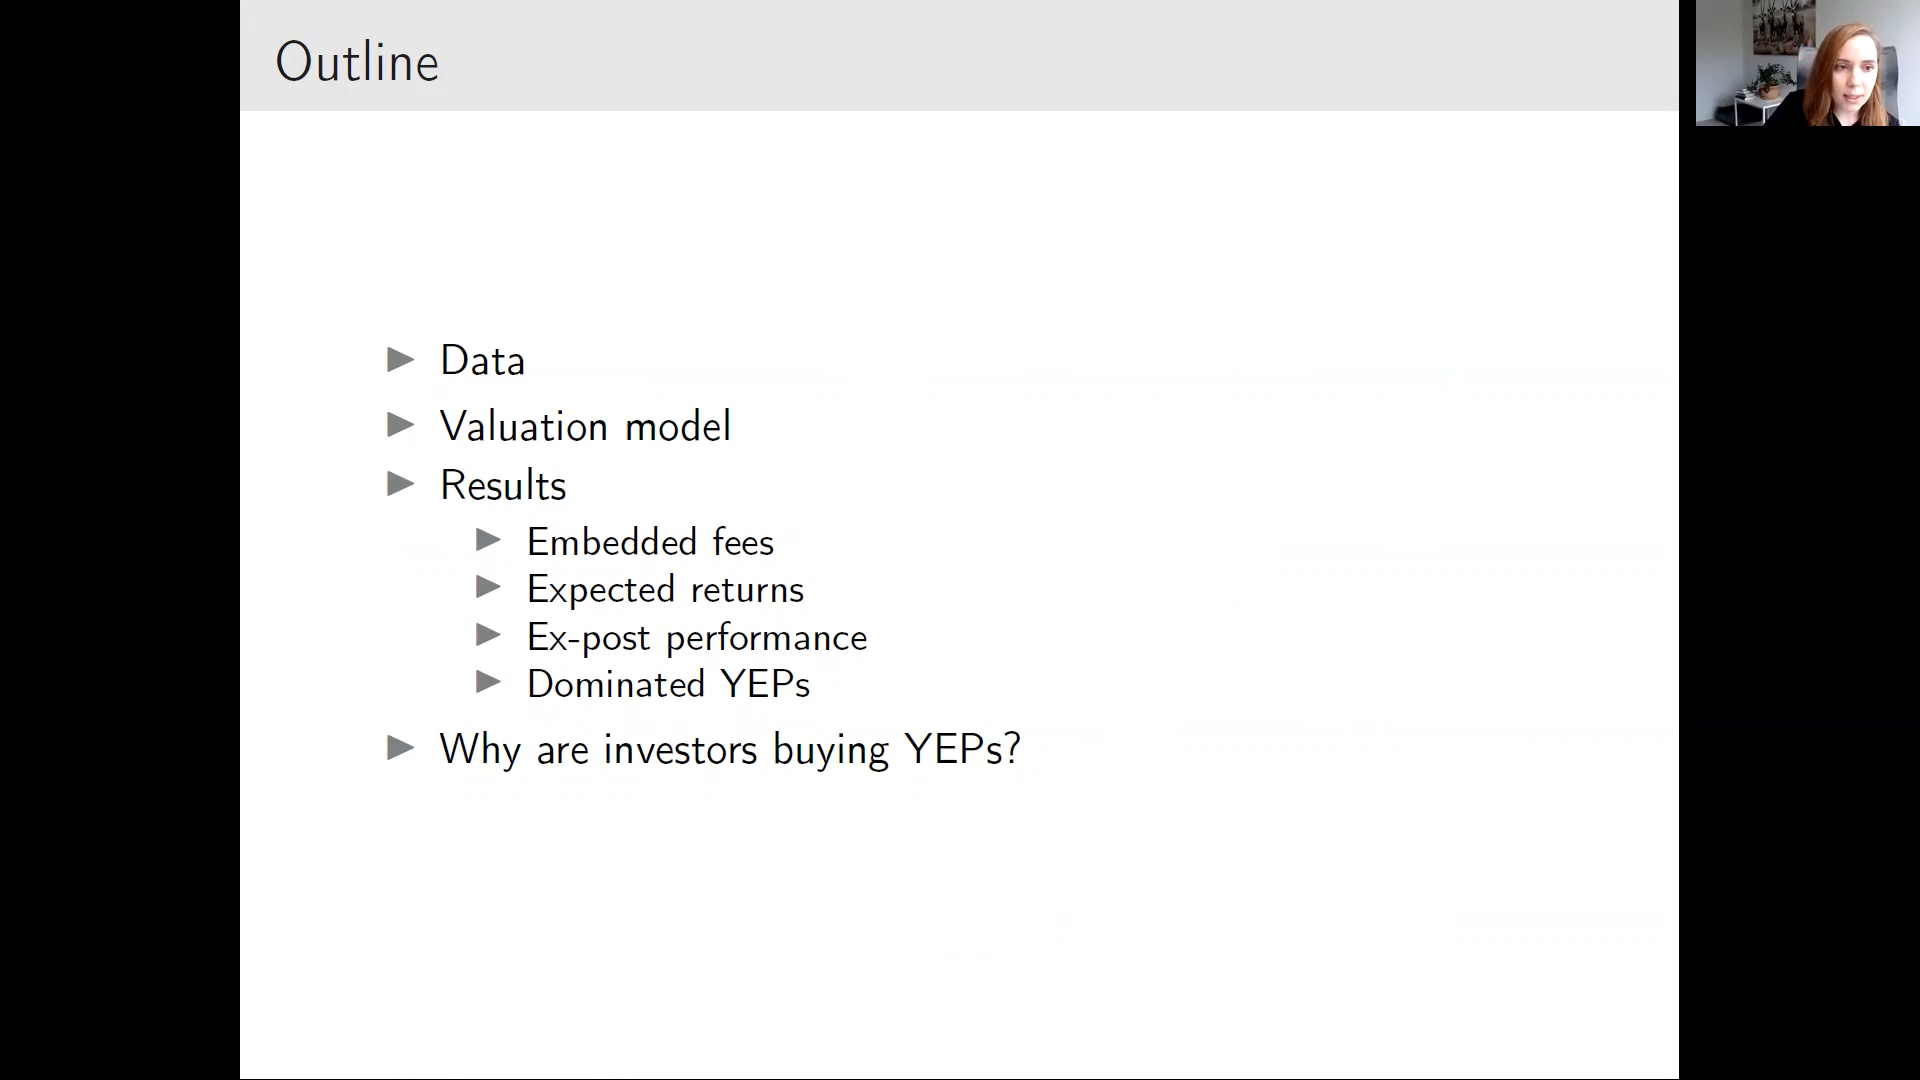 Outline
Data
Valuation model
Results
Embedded fees
Expected returns
Ex-post performance
Dominated YEPs
Why are investors buying YEPs?